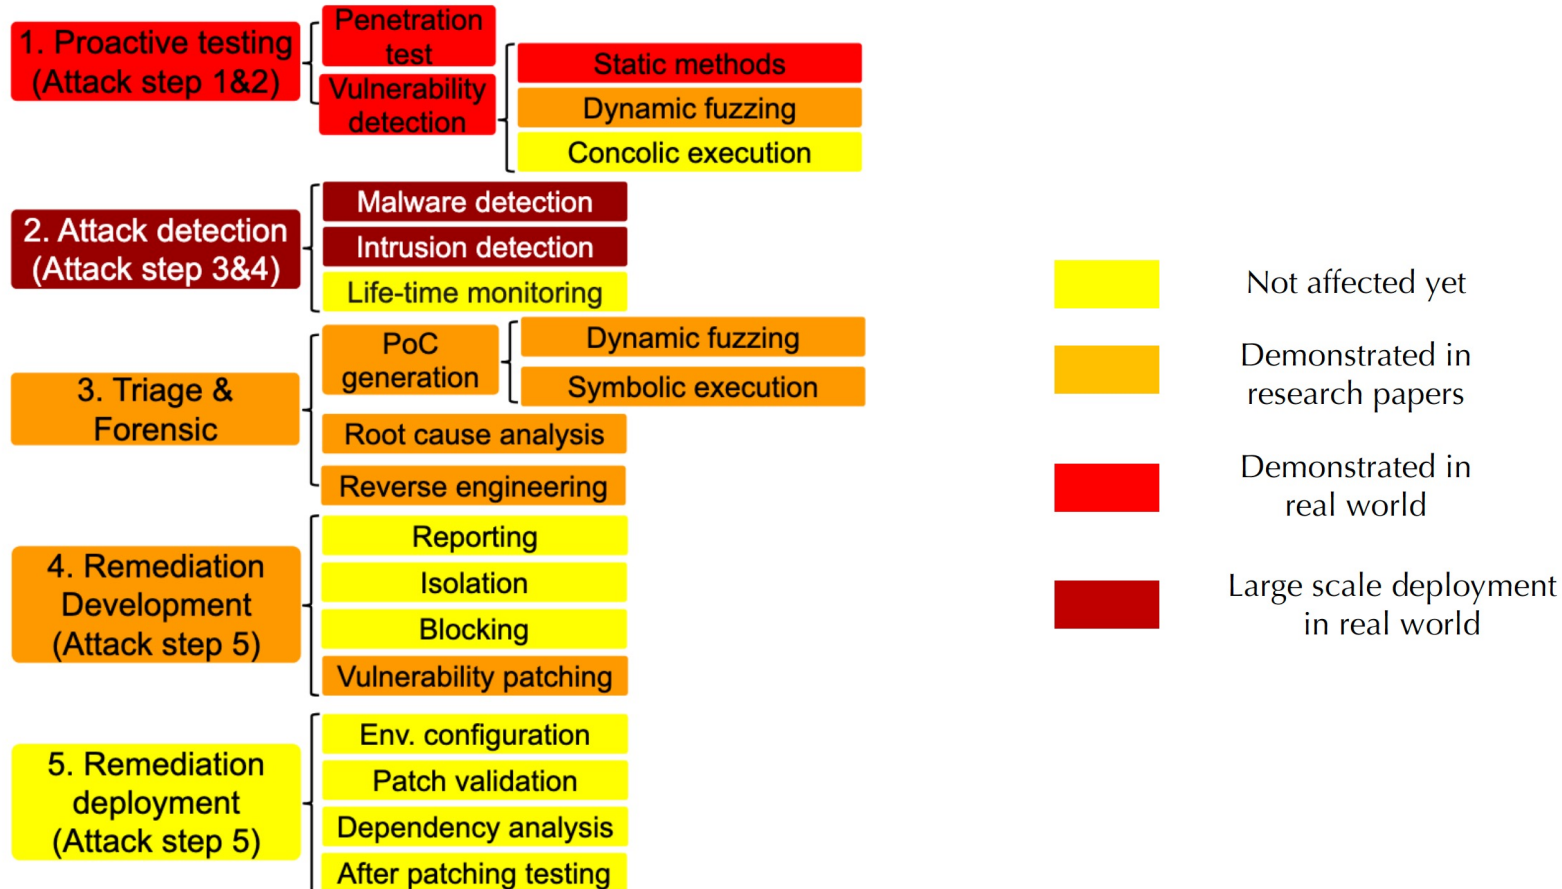 1. Proactive testing
(Attack step 1&2)
Penetration
test
Vulnerability
detection
Static methods
Dynamic fuzzing
Concolic execution
2. Attack detection
(Attack step 3&4)
Malware detection
Intrusion detection
Life-time monitoring
3. Triage &
Forensic
PoC
generation
Dynamic fuzzing
Symbolic execution
Root cause analysis
Reverse engineering
4. Remediation
Development
(Attack step 5)
Reporting
Isolation
Blocking
Vulnerability patching
5. Remediation
deployment
(Attack step 5)
Env. configuration
Patch validation
Dependency analysis
After patching testing
Not affected yet
Demonstrated in
research papers
Demonstrated in
real world
Large scale deployment
in real world